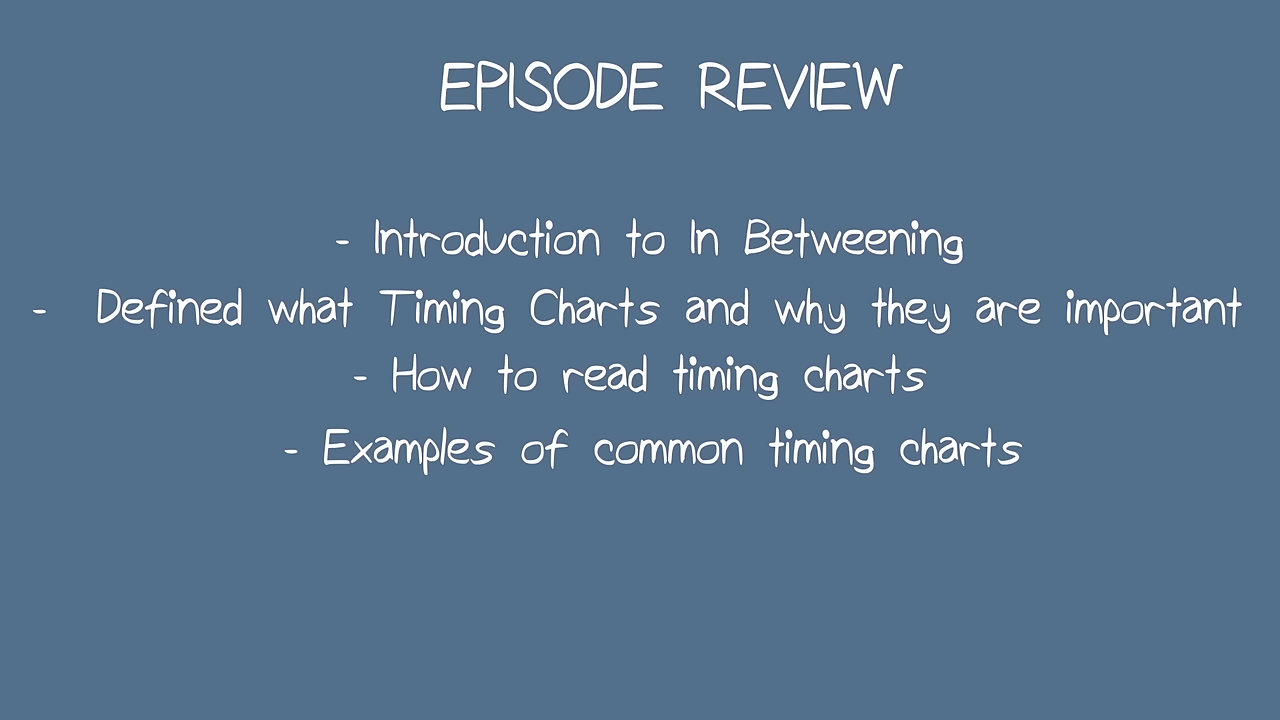 EPISODE REVIEW
- Introduction to In Betweening
- Defined what Timing Charts and why they are important
- How to read timing charts
- Examples of common timing charts